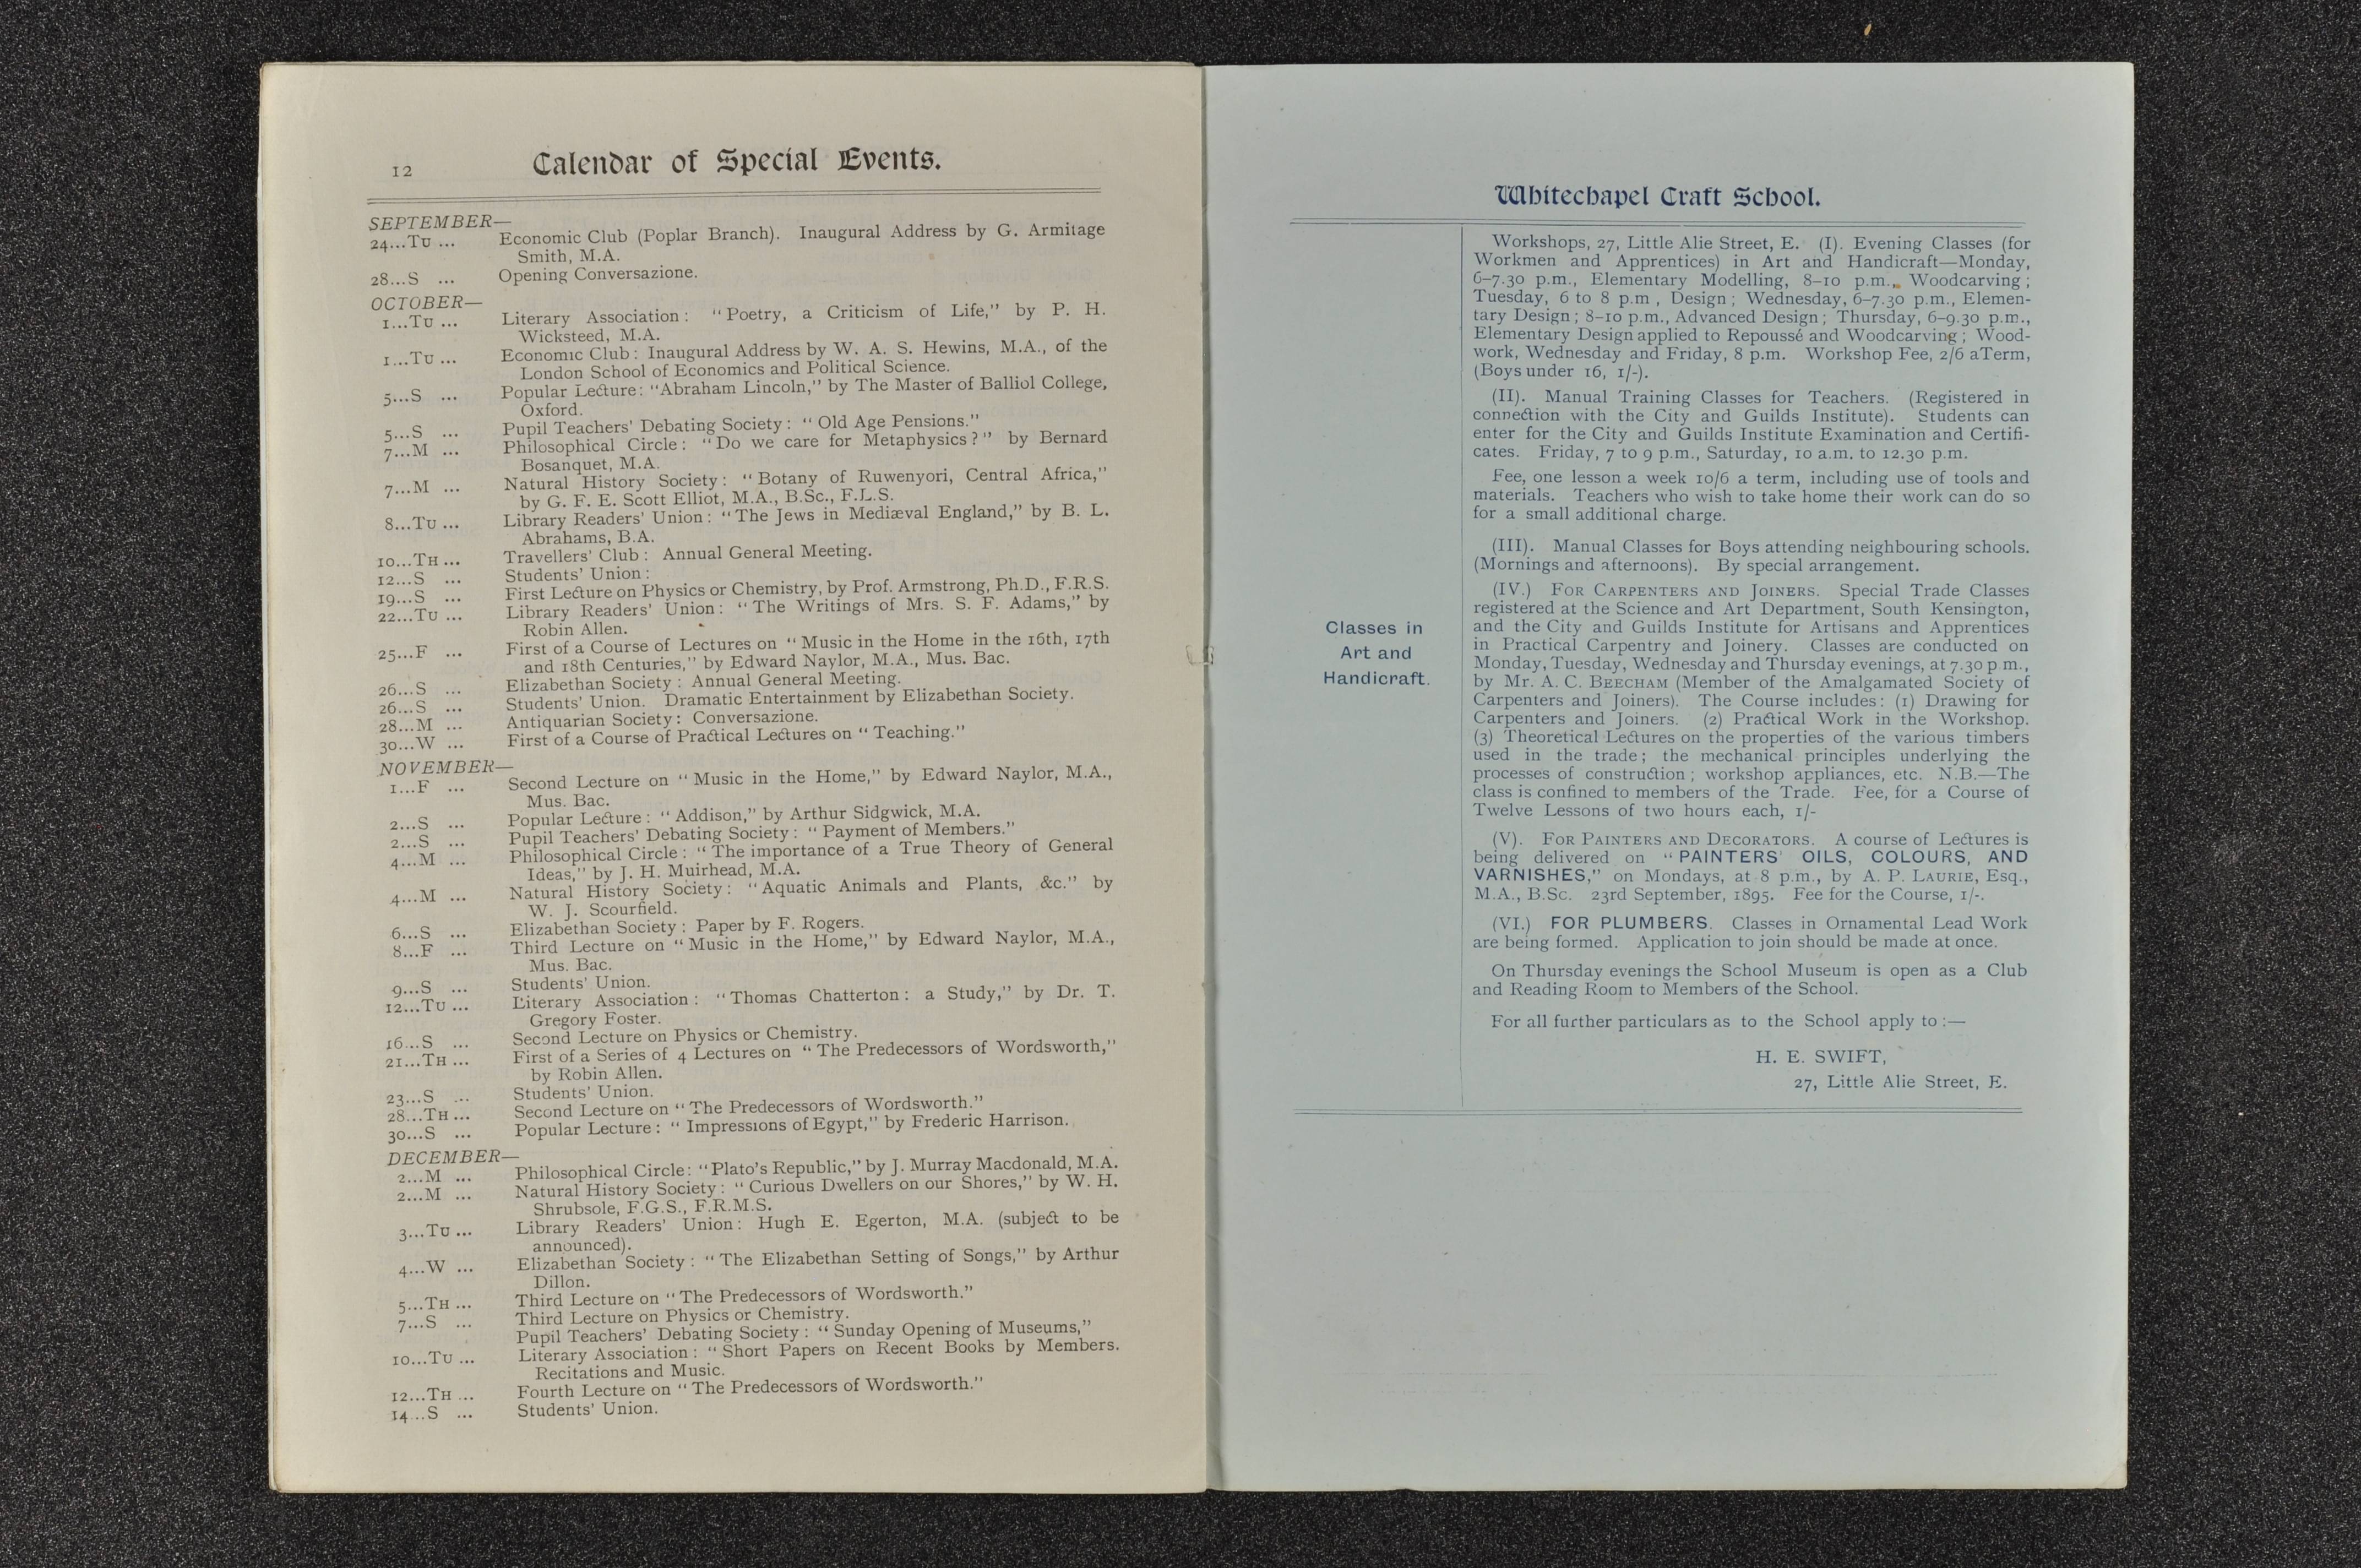 12
Calendar of Special Events.
SEPTEMBER—
24...TU ... Economic Club (Poplar Branch). Inaugural Address by G. Armitage
Smith, M.A.
28...S ... Opening Conversazione.
OCTOBER—
1...TU ... Literary Association: "Poetry, a Criticism of Life," by P. H.
Wicksteed, M.A.
1...TU ... Economic Club: Inaugural Address by W. A. S. Hewins, M.A., of the
London School of Economics and Political Science.
5...S ... Popular Lecture: "Abraham Lincoln," by The Master of Balliol College,
Oxford.
5...S ... Pupil Teachers' Debating Society: "Old Age Pensions."
7...M ... Philosophical Circle: "Do we care for Metaphysics?" by Bernard
Bosanquet, M.A.
7...M ... Natural History Society: "Botany of Ruwenyori, Central Africa,"
by G. F. E. Scott Elliot, M.A., B.Sc., F.L.S.
8...TU ... Library Readers' Union: "The Jews in Mediæval England," by B. L.
Abrahams, B.A.
10...TH ... Travellers' Club: Annual General Meeting.
12...S ... Students' Union:
19...S ... First Lecture on Physics or Chemistry, by Prof. Armstrong, Ph.D., F.R.S.
22...TU ... Library Readers' Union: "The Writings of Mrs. S. F. Adams," by
Robin Allen.
25...F ... First of a Course of Lectures on "Music in the Home in the 16th, 17th
and 18th Centuries," by Edward Naylor, M.A., Mus. Bac.
26...S ... Elizabethan Society: Annual General Meeting.
26...S ... Students' Union. Dramatic Entertainment by Elizabethan Society.
28...M ... Antiquarian Society: Conversazione.
30...W ... First of a Course of Practical Lectures on "Teaching."
NOVEMBER—
1...F ... Second Lecture on "Music in the Home," by Edward Naylor, M.A.,
Mus. Bac.
2...S ... Popular Lecture: "Addison," by Arthur Sidgwick, M.A.
2...S ... Pupil Teachers' Debating Society: "Payment of Members."
4...M ... Philosophical Circle: "The importance of a True Theory of General
Ideas," by J. H. Muirhead, M.A.
4...M ... Natural History Society: "Aquatic Animals and Plants, &c." by
W. J. Scourfield.
6...S ... Elizabethan Society: Paper by F. Rogers.
8...F ... Third Lecture on "Music in the Home," by Edward Naylor, M.A.,
Mus. Bac.
9...S ... Students' Union.
12...TU ... Literary Association: "Thomas Chatterton: a Study," by Dr. T.
Gregory Foster.
16...S ... Second Lecture on Physics or Chemistry.
21...TH ... First of a Series of 4 Lectures on "The Predecessors of Wordsworth,"
by Robin Allen.
23...S ... Students' Union.
28...TH ... Second Lecture on "The Predecessors of Wordsworth."
30...S ... Popular Lecture: "Impressions of Egypt," by Frederic Harrison.
DECEMBER—
2...M ... Philosophical Circle: "Plato's Republic," by J. Murray Macdonald, M.A.
2...M ... Natural History Society: "Curious Dwellers on our Shores," by W. H.
Shrubsole, F.G.S., F.R.M.S.
3...TU ... Library Readers' Union: Hugh E. Egerton, M.A. (subject to be
announced).
4...W ... Elizabethan Society: "The Elizabethan Setting of Songs," by Arthur
Dillon.
5...TH ... Third Lecture on "The Predecessors of Wordsworth."
7...S ... Third Lecture on Physics or Chemistry.
Pupil Teachers' Debating Society: "Sunday Opening of Museums,"
10...TU ... Literary Association: "Short Papers on Recent Books by Members.
Recitations and Music.
12...TH ... Fourth Lecture on "The Predecessors of Wordsworth."
14...S ... Students' Union.
Whitechapel Craft School.
Classes in
Art and
Handicraft.
Workshops, 27, Little Alie Street, E. (I). Evening Classes (for
Workmen and Apprentices) in Art and Handicraft—Monday,
6–7.30 p.m., Elementary Modelling, 8–10 p.m., Woodcarving;
Tuesday, 6 to 8 p.m , Design; Wednesday, 6–7.30 p.m., Elemen-
tary Design; 8–10 p.m., Advanced Design; Thursday, 6–9.30 p.m.,
Elementary Design applied to Repoussé and Woodcarving; Wood-
work, Wednesday and Friday, 8 p.m. Workshop Fee, 2/6 a Term,
(Boys under 16, 1/-).
(II). Manual Training Classes for Teachers. (Registered in
connection with the City and Guilds Institute). Students can
enter for the City and Guilds Institute Examination and Certifi-
cates. Friday, 7 to 9 p.m., Saturday, 10 a.m. to 12.30 p.m.
Fee, one lesson a week 10/6 a term, including use of tools and
materials. Teachers who wish to take home their work can do so
for a small additional charge.
(III). Manual Classes for Boys attending neighbouring schools.
(Mornings and afternoons). By special arrangement.
(IV.) FOR CARPENTERS AND JOINERS. Special Trade Classes
registered at the Science and Art Department, South Kensington,
and the City and Guilds Institute for Artisans and Apprentices
in Practical Carpentry and Joinery. Classes are conducted on
Monday, Tuesday, Wednesday and Thursday evenings, at 7.30 p m.,
by Mr. A. C. BEECHAM (Member of the Amalgamated Society of
Carpenters and Joiners). The Course includes: (1) Drawing for
Carpenters and Joiners. (2) Practical Work in the Workshop.
(3) Theoretical Lectures on the properties of the various timbers
used in the trade; the mechanical principles underlying the
processes of construction; workshop appliances, etc. N.B.—The
class is confined to members of the Trade. Fee, for a Course of
Twelve Lessons of two hours each, 1/-
(V). FOR PAINTERS AND DECORATORS. A course of Lectures is
being delivered on "PAINTERS' OILS, COLOURS, AND
VARNISHES," on Mondays, at 8 p.m., by A. P. LAURIE, Esq.,
M.A., B.Sc. 23rd September, 1895. Fee for the Course, 1/-.
(VI.) FOR PLUMBERS. Classes in Ornamental Lead Work
are being formed. Application to join should be made at once.
On Thursday evenings the School Museum is open as a Club
and Reading Room to Members of the School.
For all further particulars as to the School apply to:—
H. E. SWIFT,
27, Little Alie Street, E.